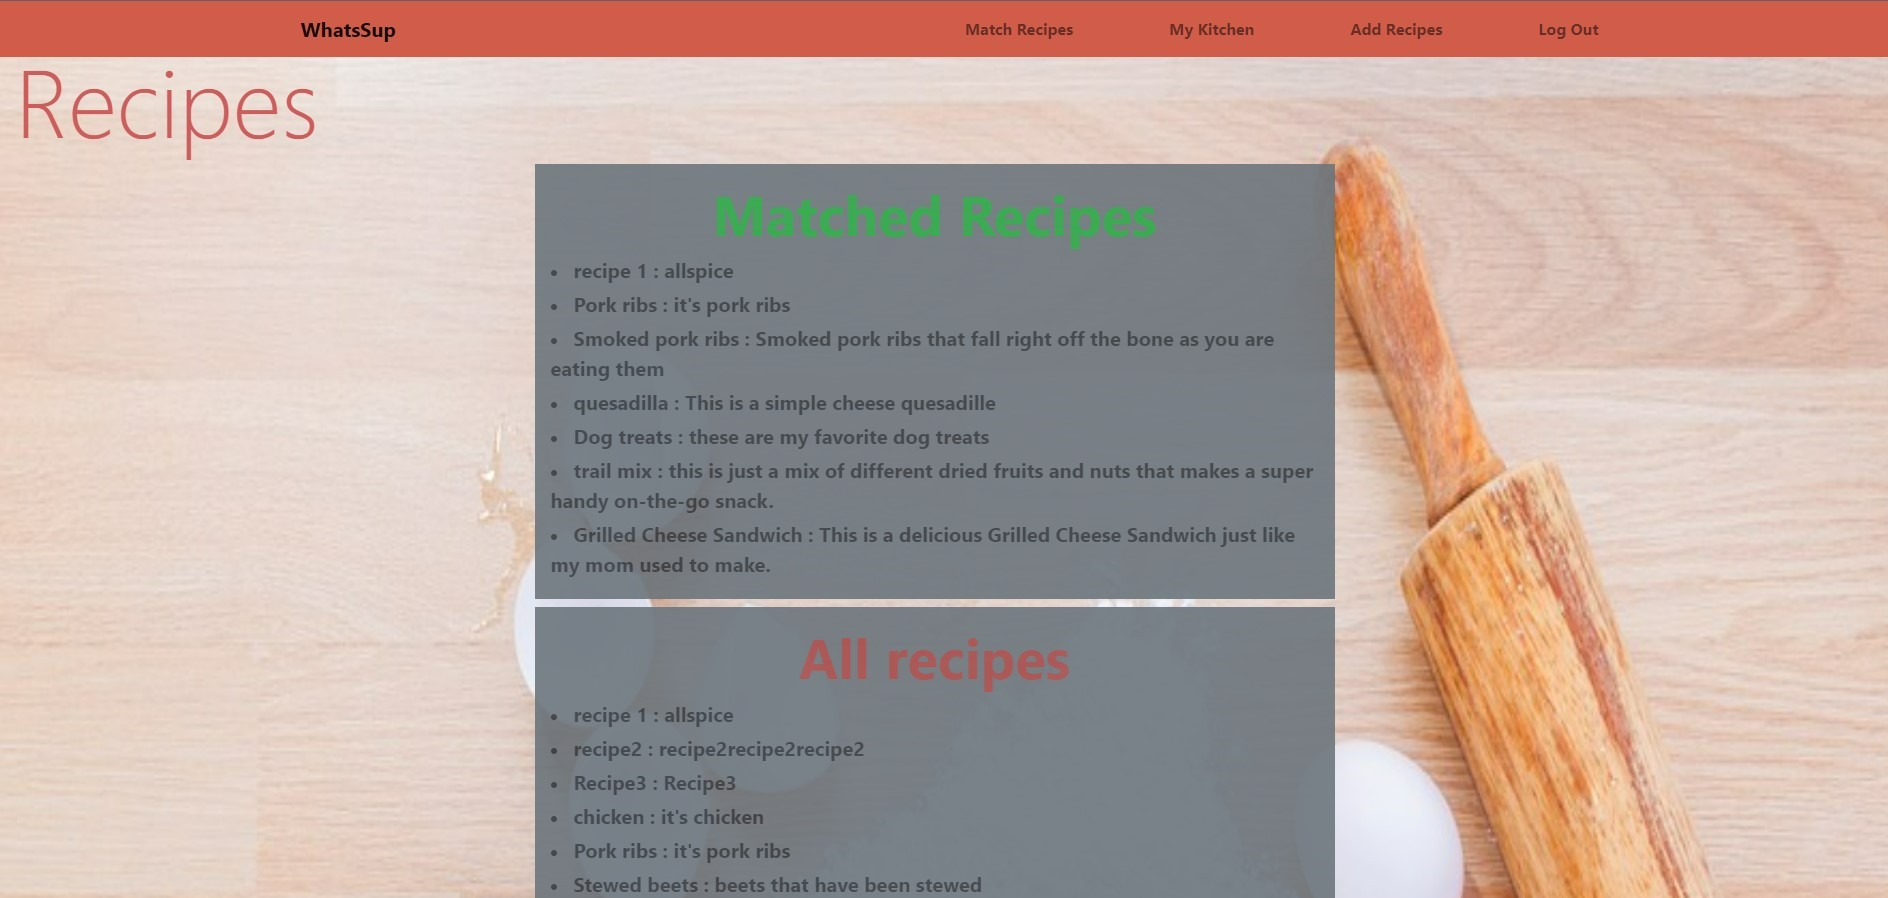 WhatsSup
Match Recipes
My Kitchen
Add Recipes
Log Out
Recipes
Matched Recipes
• recipe 1 : allspice
• Pork ribs : it's pork ribs
• Smoked pork ribs : Smoked pork ribs that fall right off the bone as you are
eating them
• quesadilla : This is a simple cheese quesadille
• Dog treats : these are my favorite dog treats
• trail mix : this is just a mix of different dried fruits and nuts that makes a super
handy on-the-go snack.
• Grilled Cheese Sandwich : This is a delicious Grilled Cheese Sandwich just like
my mom used to make.
All recipes
• recipe 1 : allspice
• recipe2 : recipe2recipe2recipe2
• Recipe3 : Recipe3
• chicken : it's chicken
• Pork ribs : it's pork ribs
• Stewed beets : beets that have been stewed